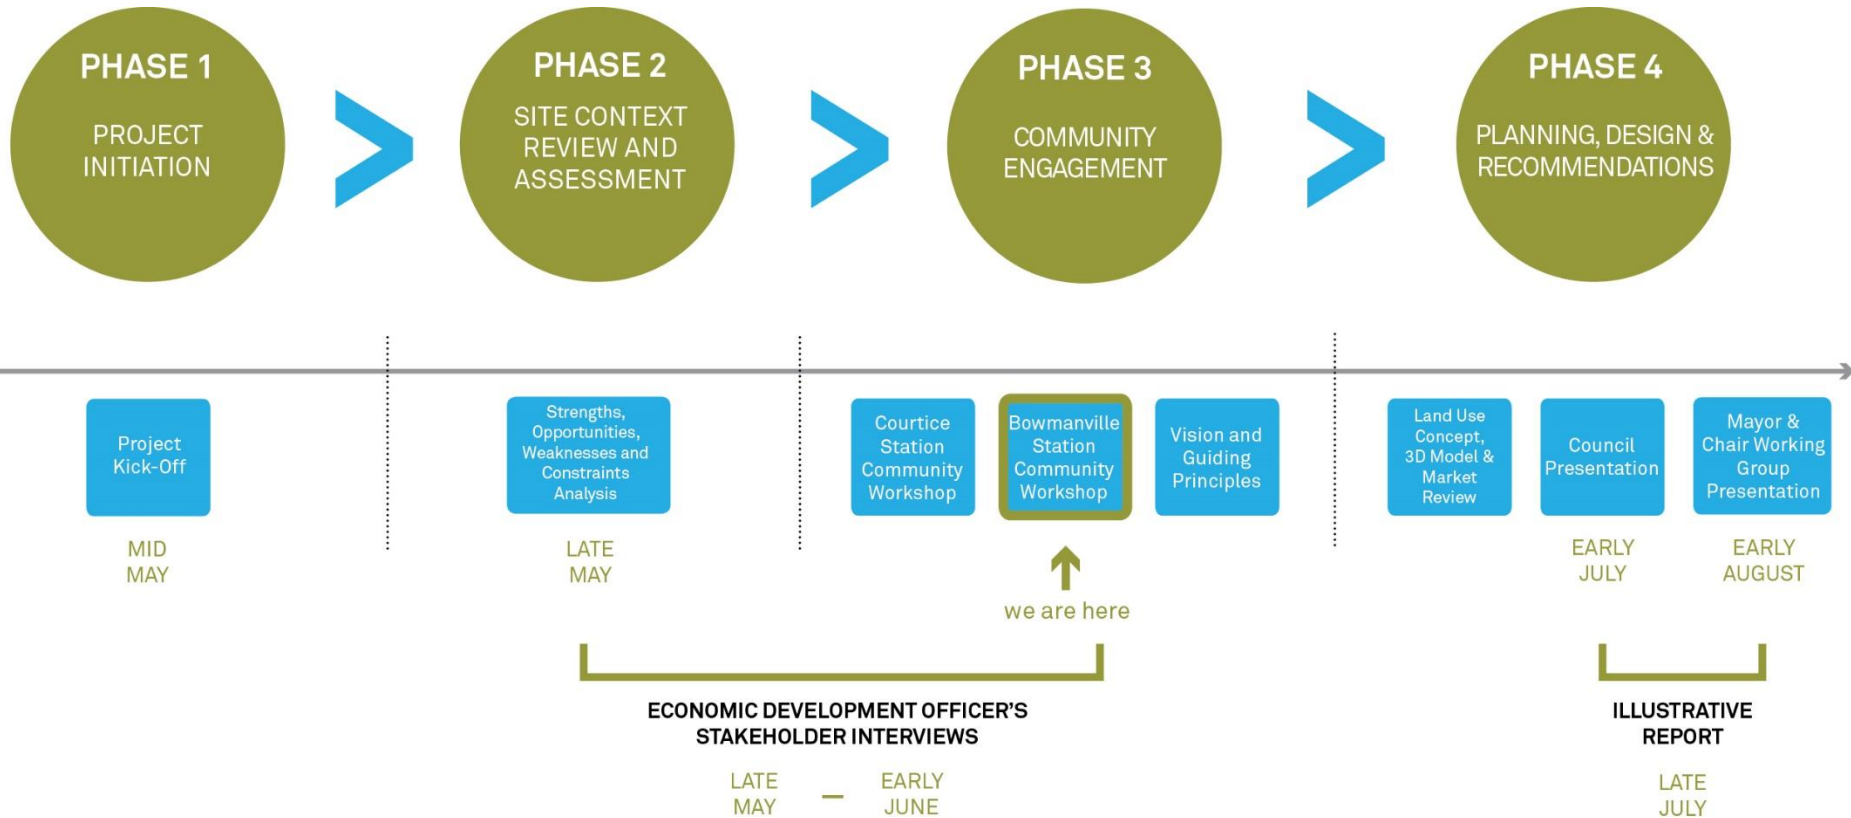 PHASE 1
PROJECT
INITIATION
>
PHASE 2
SITE CONTEXT
REVIEW AND
ASSESSMENT
>
PHASE 3
COMMUNITY
ENGAGEMENT
>
PHASE 4
PLANNING, DESIGN &
RECOMMENDATIONS
Project
Kick-Off
MID
MAY
Strengths,
Opportunities,
Weaknesses and
Constraints
Analysis
LATE
MAY
Courtice
Station
Community
Workshop
Bowmanville
Station
Community
Workshop
we are here
Vision and
Guiding
Principles
Land Use
Concept,
3D Model &
Market
Review
Council
Presentation
EARLY
JULY
Mayor &
Chair Working
Group
Presentation
EARLY
AUGUST
ECONOMIC DEVELOPMENT OFFICER'S
STAKEHOLDER INTERVIEWS
LATE
MAY
—
EARLY
JUNE
ILLUSTRATIVE
REPORT
LATE
JULY